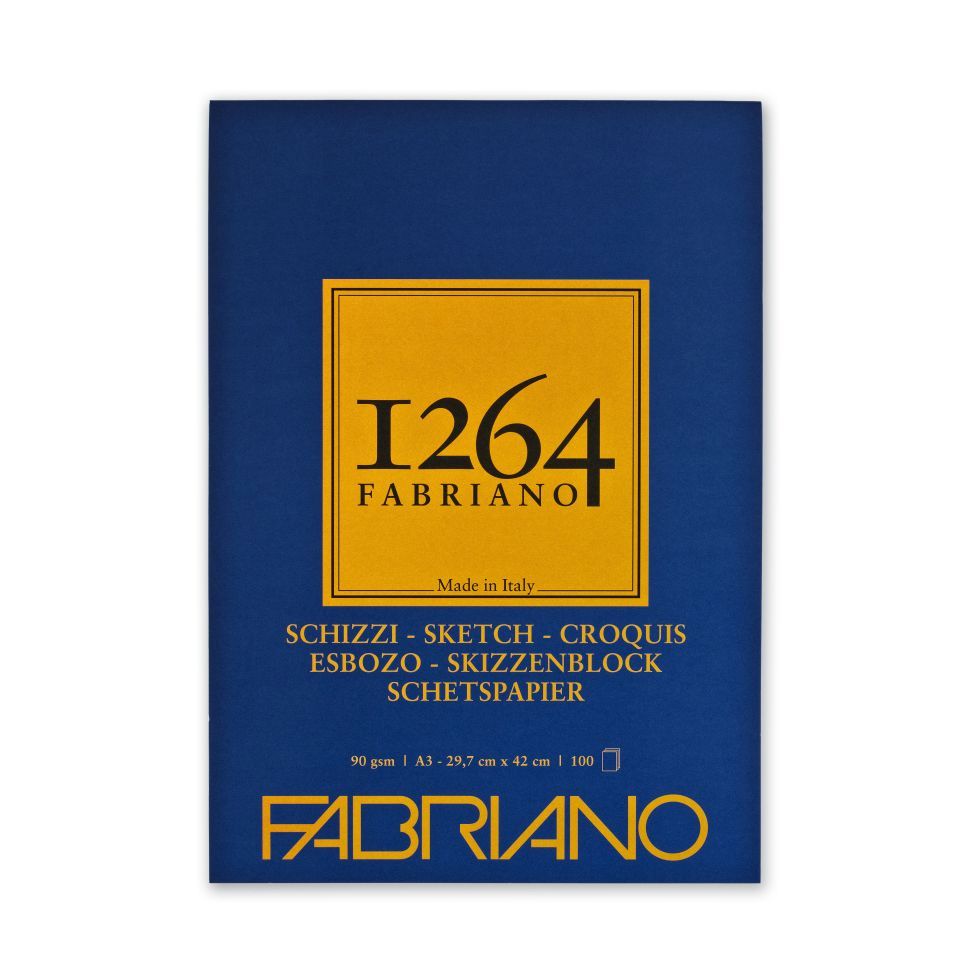 1264
FABRIANO
Made in Italy
SCHIZZI - SKETCH - CROQUIS
ESBOZO - SKIZZENBLOCK
SCHETSPAPIER
90 gsm | A3 - 29,7 cm x 42 cm | 100
FABRIANO